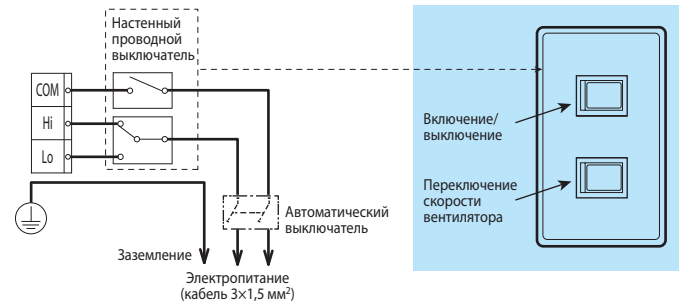 Настенный
проводной
выключатель
COM
Hi
Lo
Включение/
выключение
Переключение
скорости
вентилятора
Автоматический
выключатель
Заземление
Электропитание
(кабель 3×1,5 мм²)